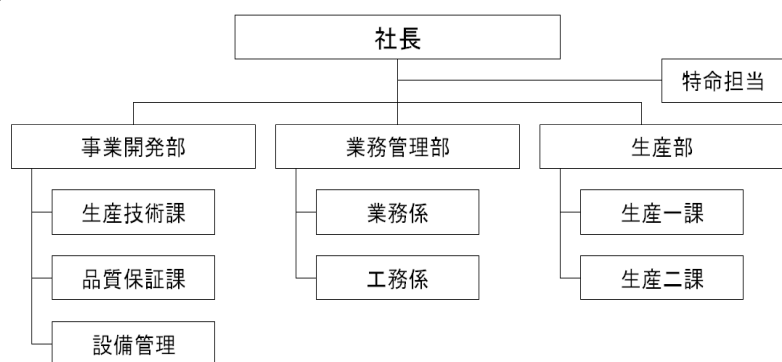 社長
特命担当
事業開発部
業務管理部
生産部
生産技術課
業務係
生産一課
品質保証課
工務係
生産二課
設備管理